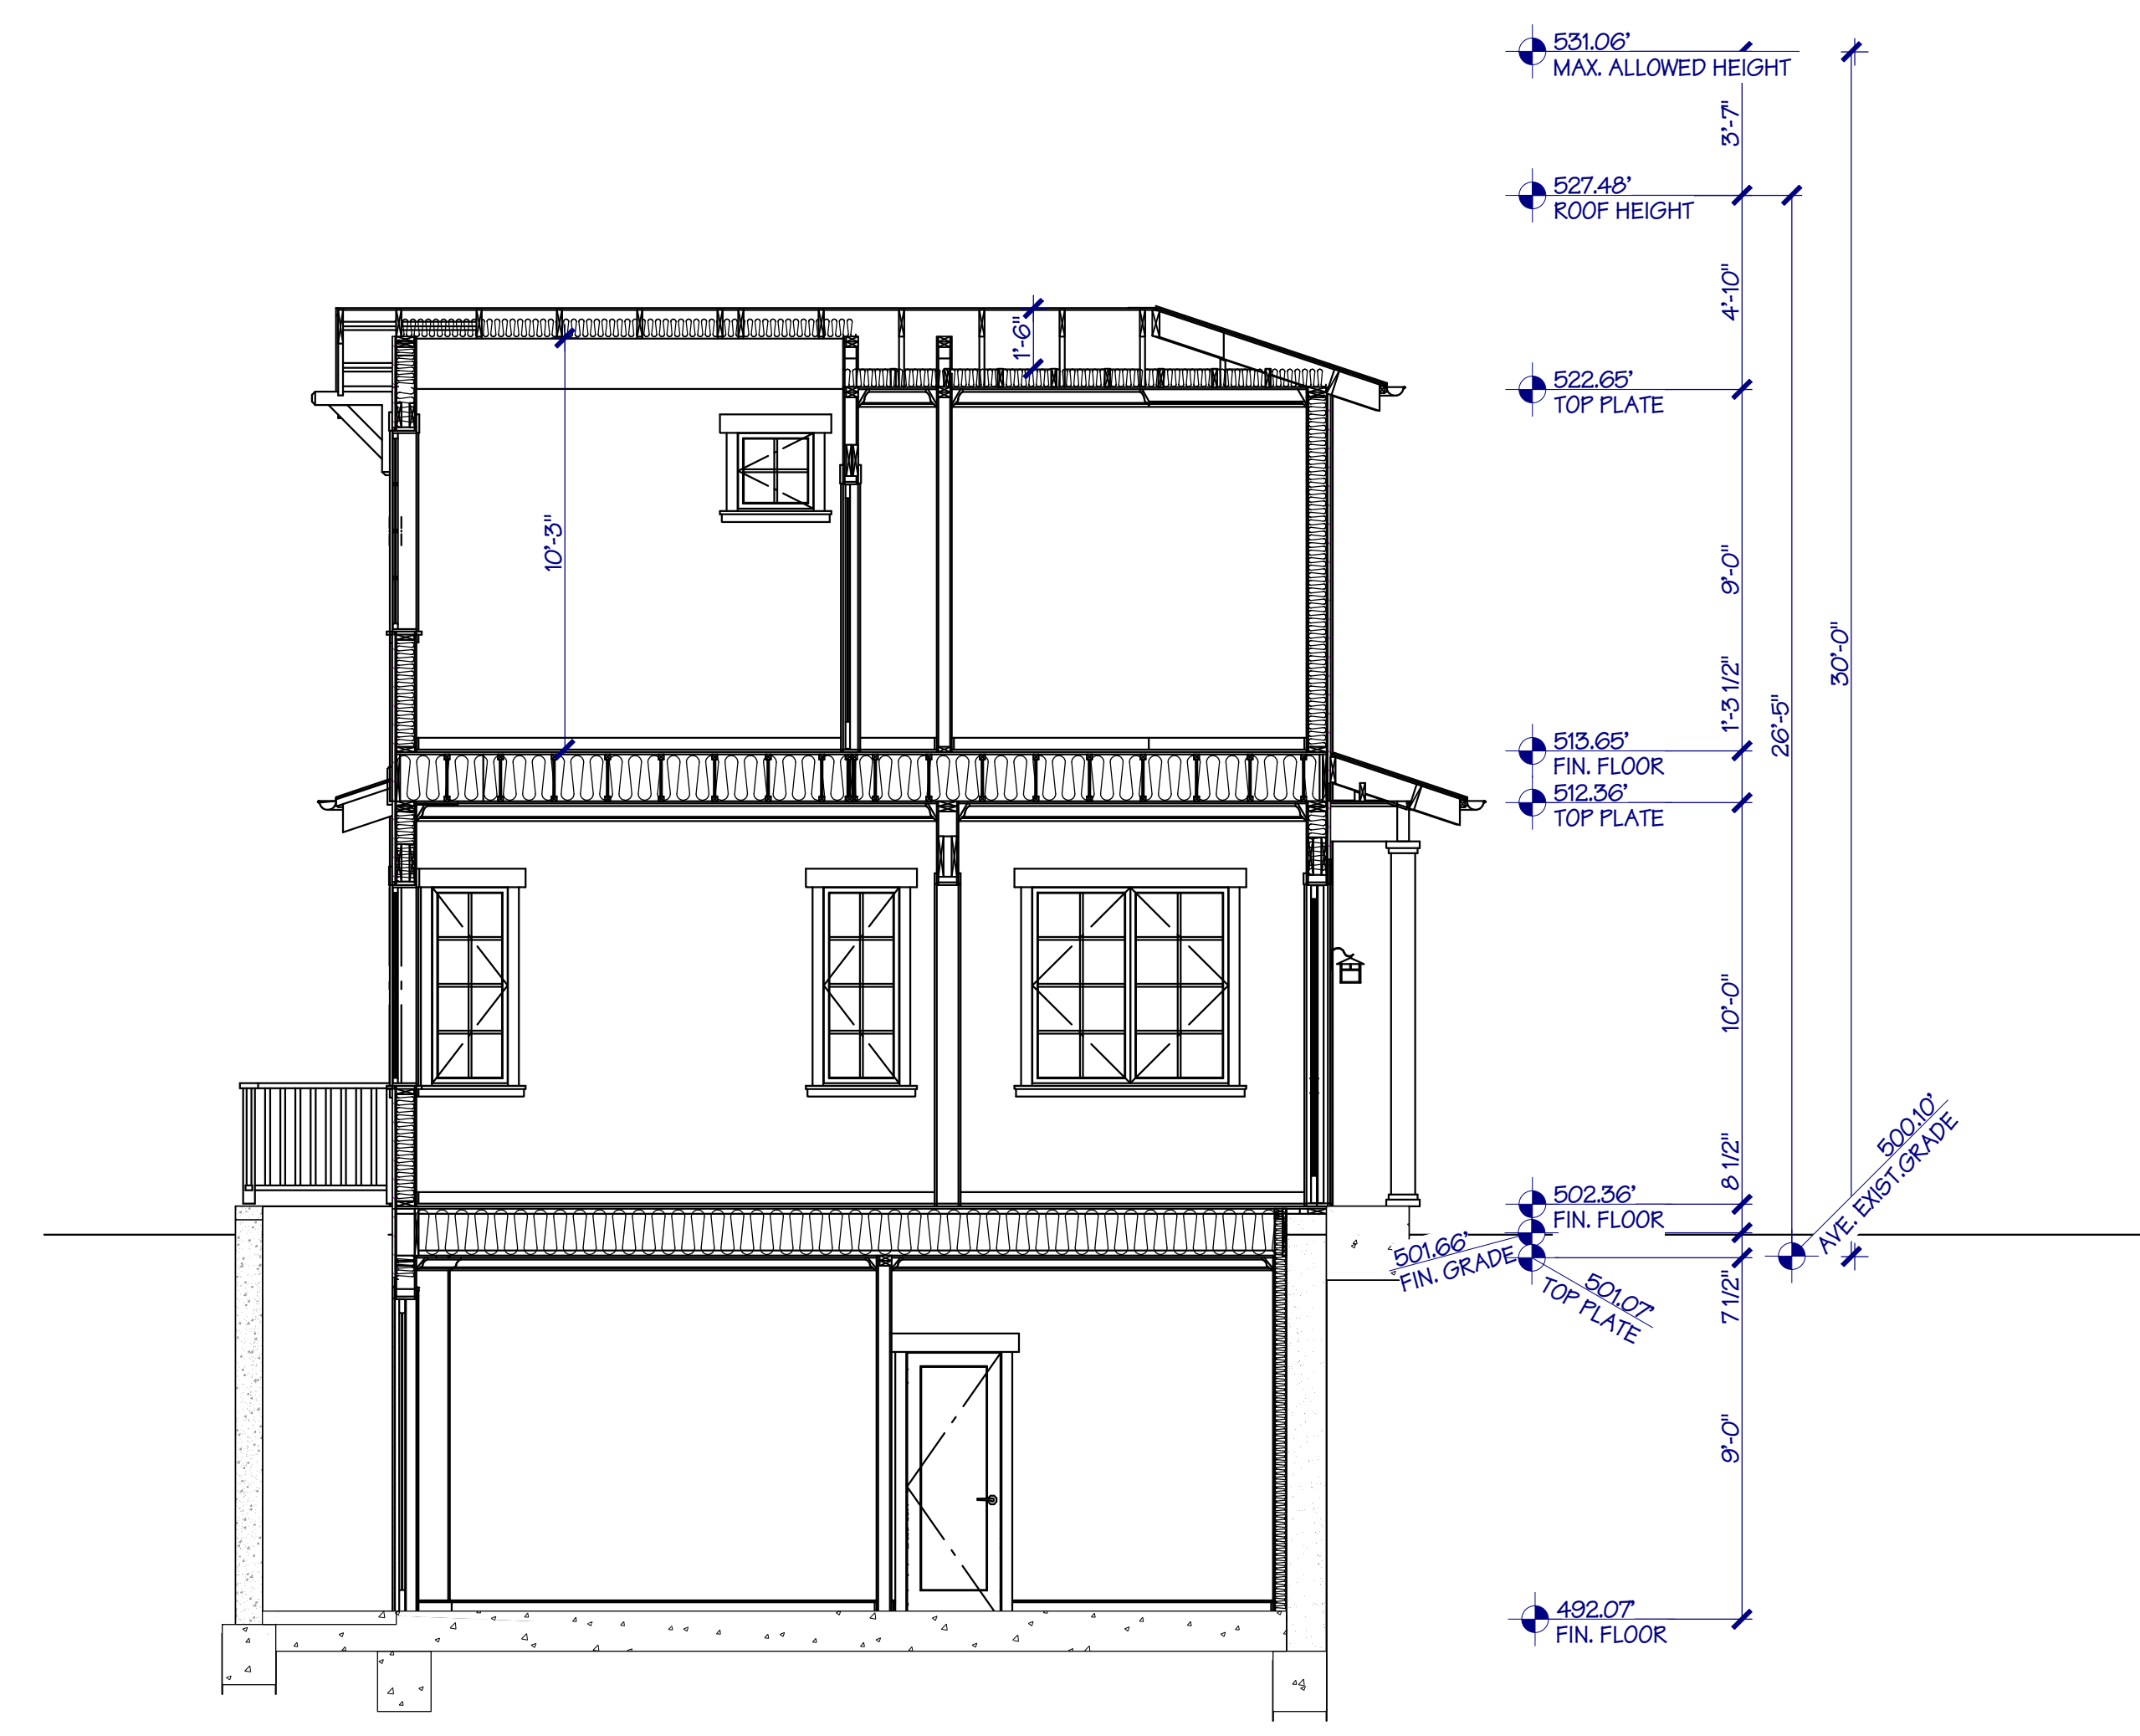 531.06'
MAX. ALLOWED HEIGHT
3'-7"
527.48'
ROOF HEIGHT
4'-10"
1'-6"
522.65'
TOP PLATE
10'-3"
9'-0"
1'-3 1/2"
30'-0"
26'-5"
513.65'
FIN. FLOOR
512.36'
TOP PLATE
10'-0"
8 1/2"
500.10'
AVE. EXIST.GRADE
502.36'
FIN. FLOOR
501.66'
FIN. GRADE
501.07'
TOP PLATE
7 1/2"
9'-0"
492.07'
FIN. FLOOR